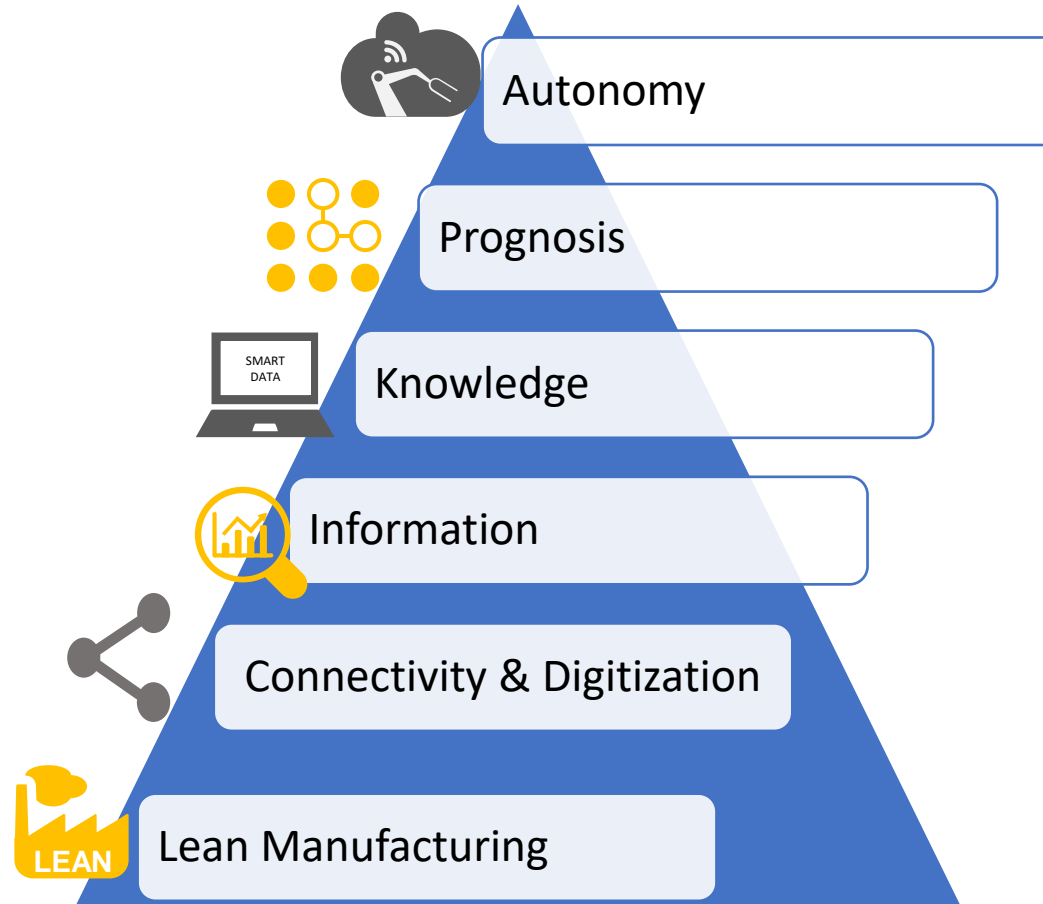 Autonomy
Prognosis
SMART
DATA
Knowledge
Information
Connectivity & Digitization
LEAN
Lean Manufacturing